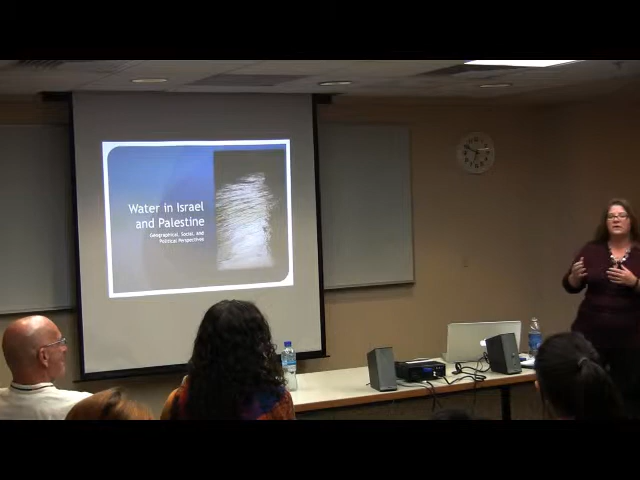 Water in Israel
and Palestine
Geographical, Social, and
Political Perspectives